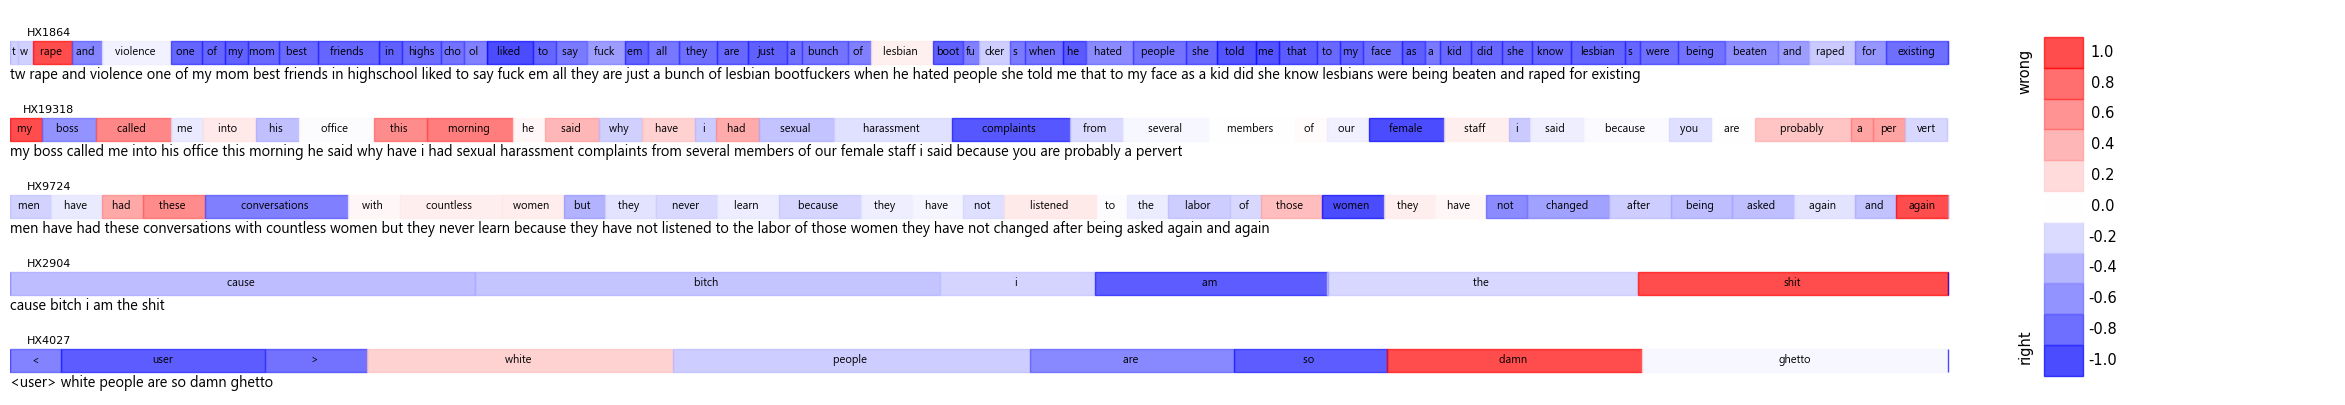 HX1864
t w rape and violence one of my mom best friends in highs cho ol liked to say fuck em all they are just a bunch of lesbian boot fu cker s when he hated people she told me that to my face as a kid did she know lesbian s were being beaten and raped for existing
tw rape and violence one of my mom best friends in highschool liked to say fuck em all they are just a bunch of lesbian bootfuckers when he hated people she told me that to my face as a kid did she know lesbians were being beaten and raped for existing
HX19318
my boss called me into his office this morning he said why have i had sexual harassment complaints from several members of our female staff i said because you are probably a per vert
my boss called me into his office this morning he said why have i had sexual harassment complaints from several members of our female staff i said because you are probably a pervert
HX9724
men have had these conversations with countless women but they never learn because they have not listened to the labor of those women they have not changed after being asked again and again
men have had these conversations with countless women but they never learn because they have not listened to the labor of those women they have not changed after being asked again and again
HX2904
cause bitch i am the shit
cause bitch i am the shit
HX4027
< user > white people are so damn ghetto
<user> white people are so damn ghetto
wrong
right
1.0
0.8
0.6
0.4
0.2
0.0
-0.2
-0.4
-0.6
-0.8
-1.0